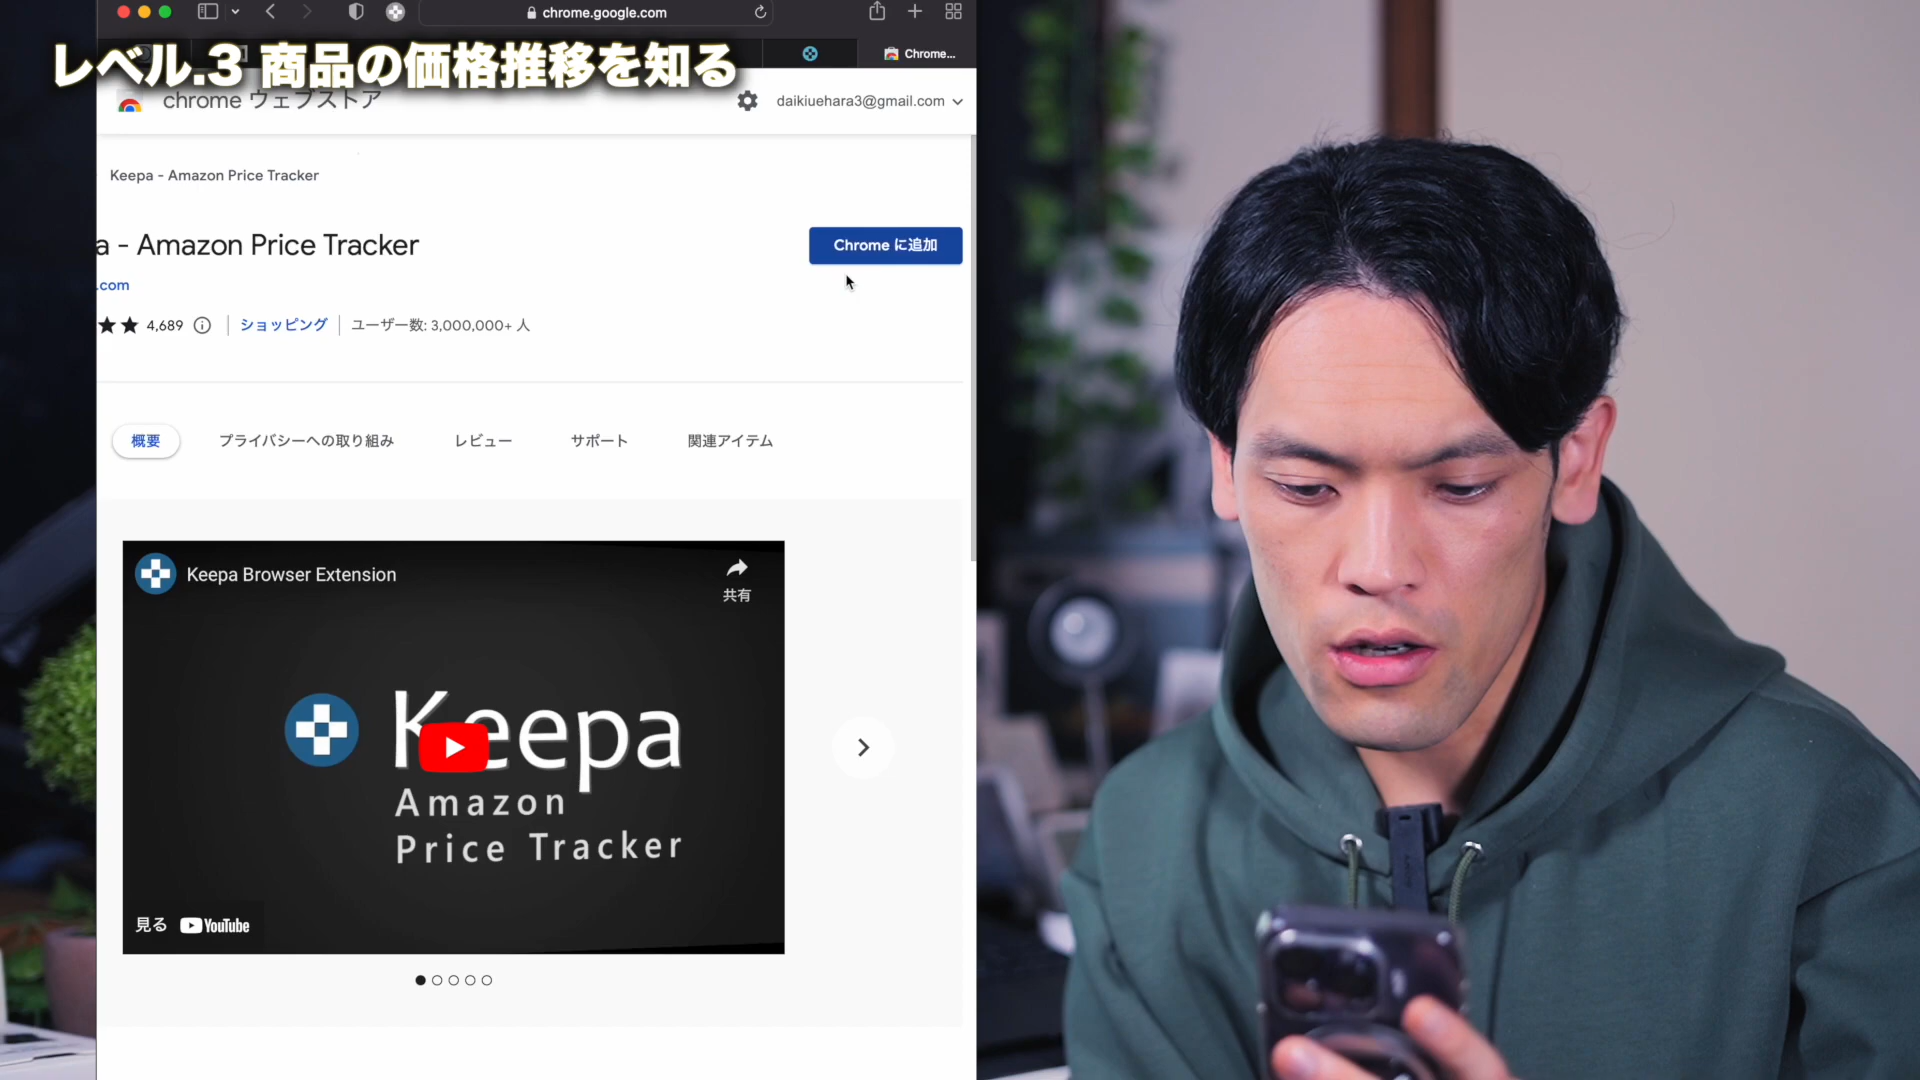 chrome.google.com
レベル.3 商品の価格推移を知る
Chrome...
chrome ウェブストア
daikiuehara3@gmail.com
Keepa - Amazon Price Tracker
a - Amazon Price Tracker
Chrome に追加
.com
4,689
ショッピング
ユーザー数: 3,000,000+ 人
概要
プライバシーへの取り組み
レビュー
サポート
関連アイテム
Keepa Browser Extension
共有
Keepa
Amazon
Price Tracker
見る YouTube